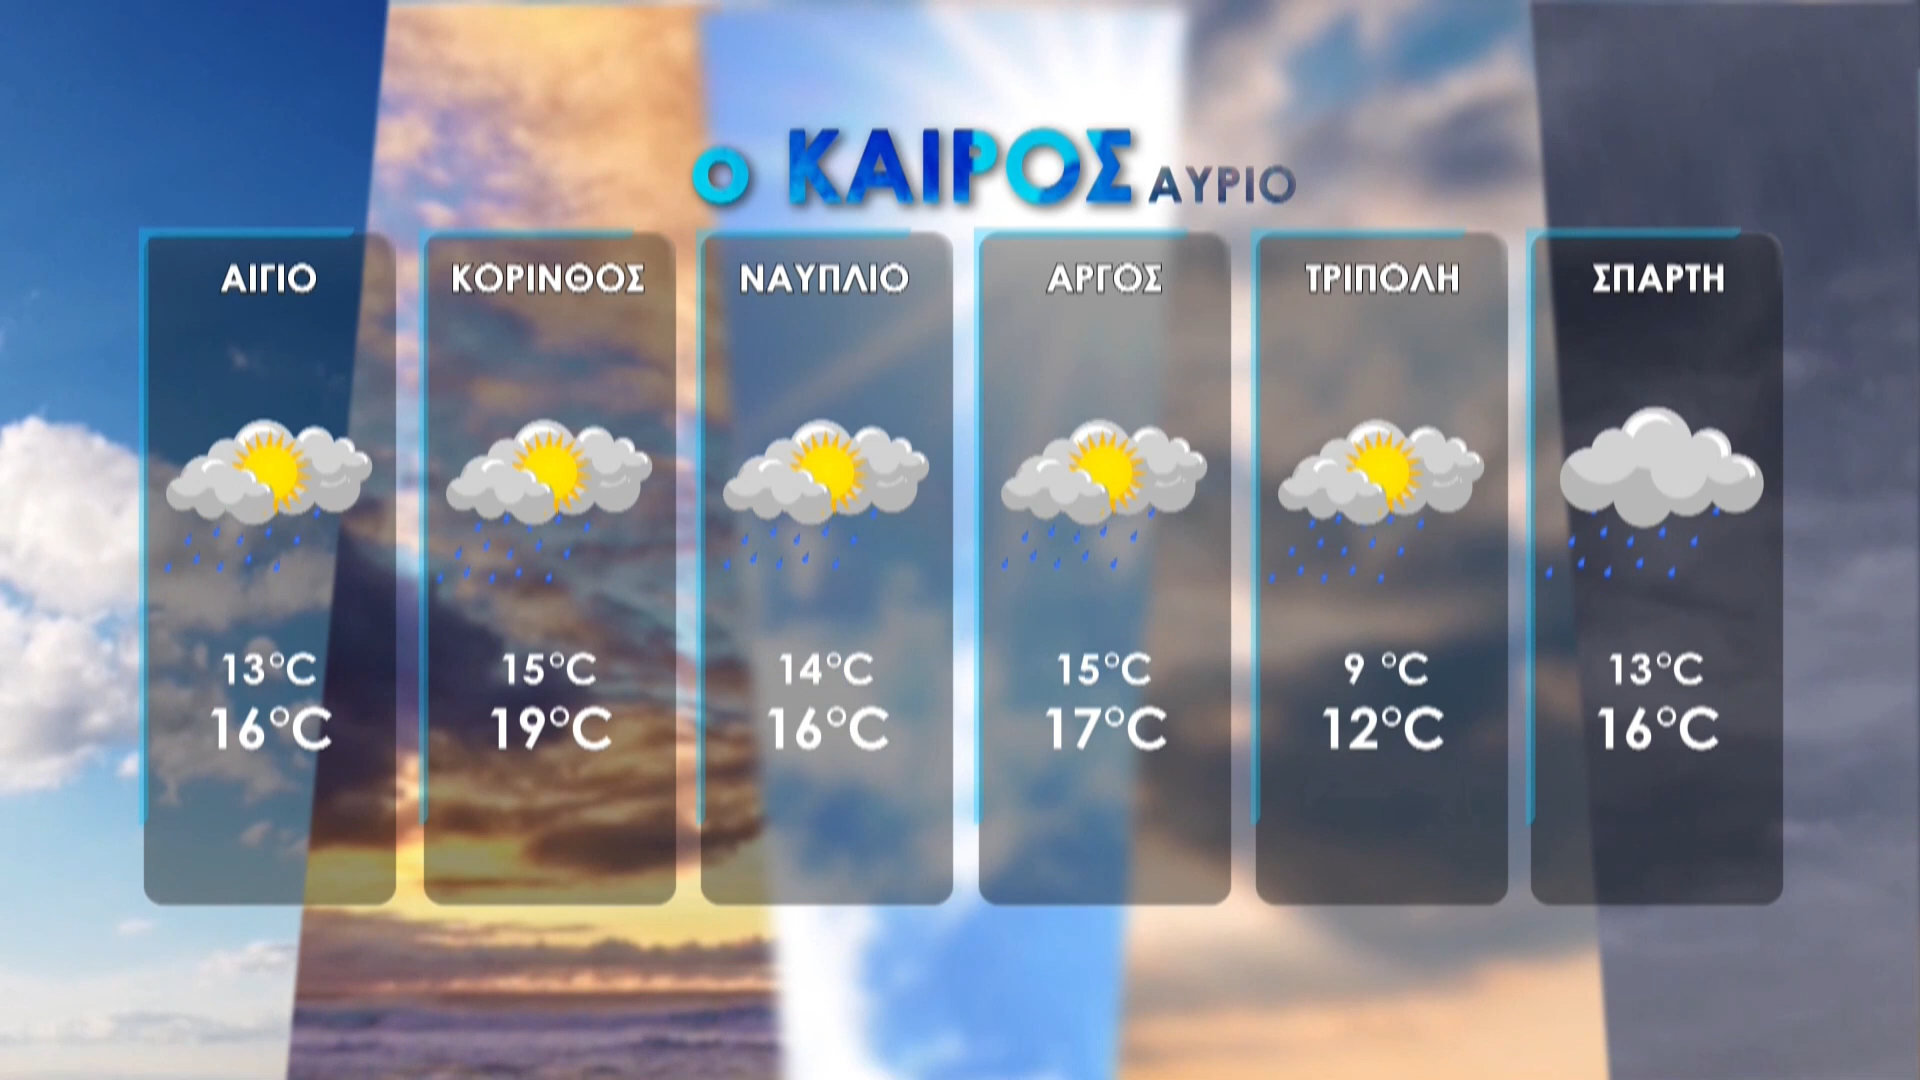 ο ΚΑΙΡΟΣ ΑΥΡΙΟ
ΑΙΓΙΟ
13°C
16°C
ΚΟΡΙΝΘΟΣ
15°C
19°C
ΝΑΥΠΛΙΟ
14°C
16°C
ΑΡΓΟΣ
15°C
17°C
ΤΡΙΠΟΛΗ
9 °C
12°C
ΣΠΑΡΤΗ
13°C
16°C